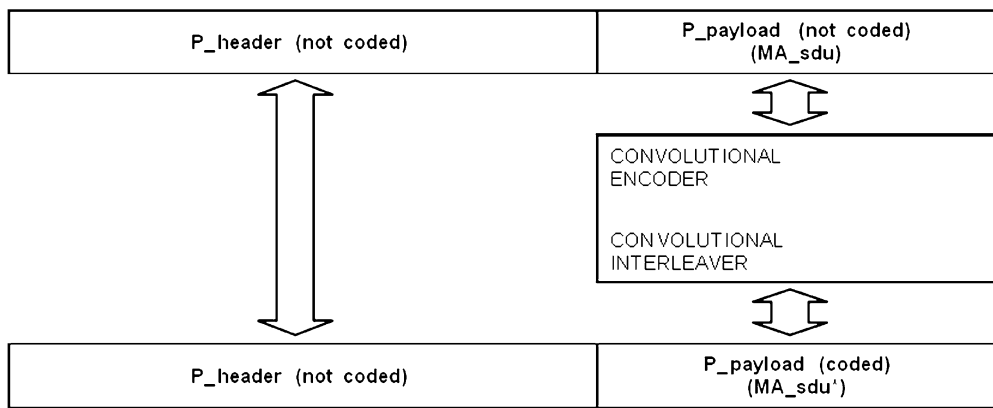 P_header (not coded)
P_payload (not coded)
(MA_sdu)
CONVOLUTIONAL
ENCODER
CONVOLUTIONAL
INTERLEAVER
P_header (not coded)
P_payload (coded)
(MA_sdu*)